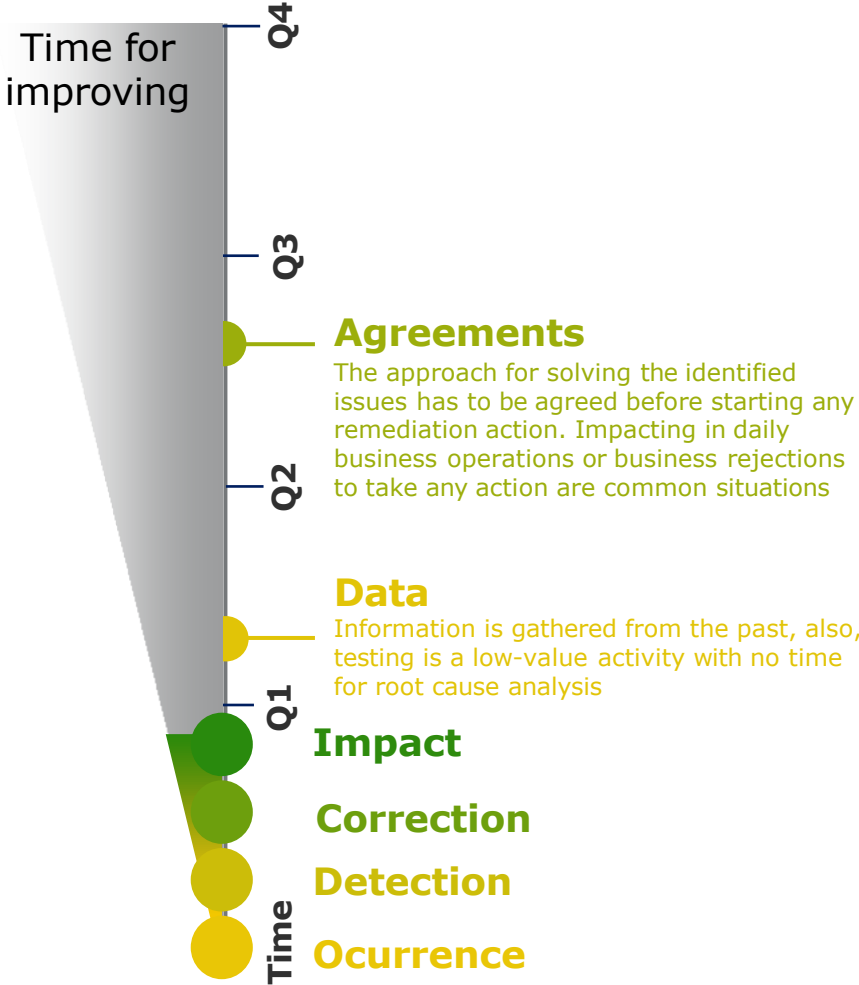 Time for
improving
Q4
Q3
Agreements
The approach for solving the identified
issues has to be agreed before starting any
remediation action. Impacting in daily
business operations or business rejections
to take any action are common situations
Q2
Data
Information is gathered from the past, also,
testing is a low-value activity with no time
for root cause analysis
Q1
Impact
Correction
Detection
Time
Ocurrence